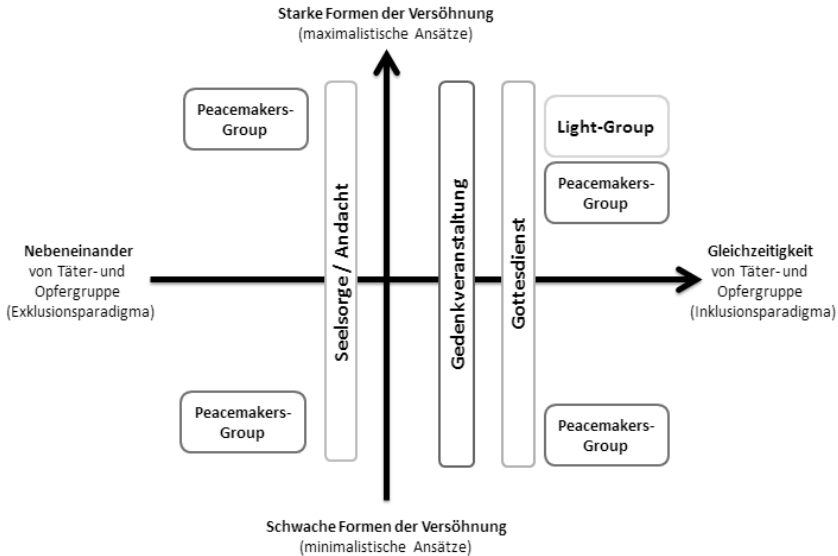 Starke Formen der Versöhnung
(maximalistische Ansätze)
Peacemakers-
Group
Light-Group
Peacemakers-
Group
Seelsorge / Andacht
Gedenkveranstaltung
Gottesdienst
Nebeneinander
von Täter- und
Opfergruppe
(Exklusionsparadigma)
Gleichzeitigkeit
von Täter- und
Opfergruppe
(Inklusionsparadigma)
Peacemakers-
Group
Peacemakers-
Group
Schwache Formen der Versöhnung
(minimalistische Ansätze)